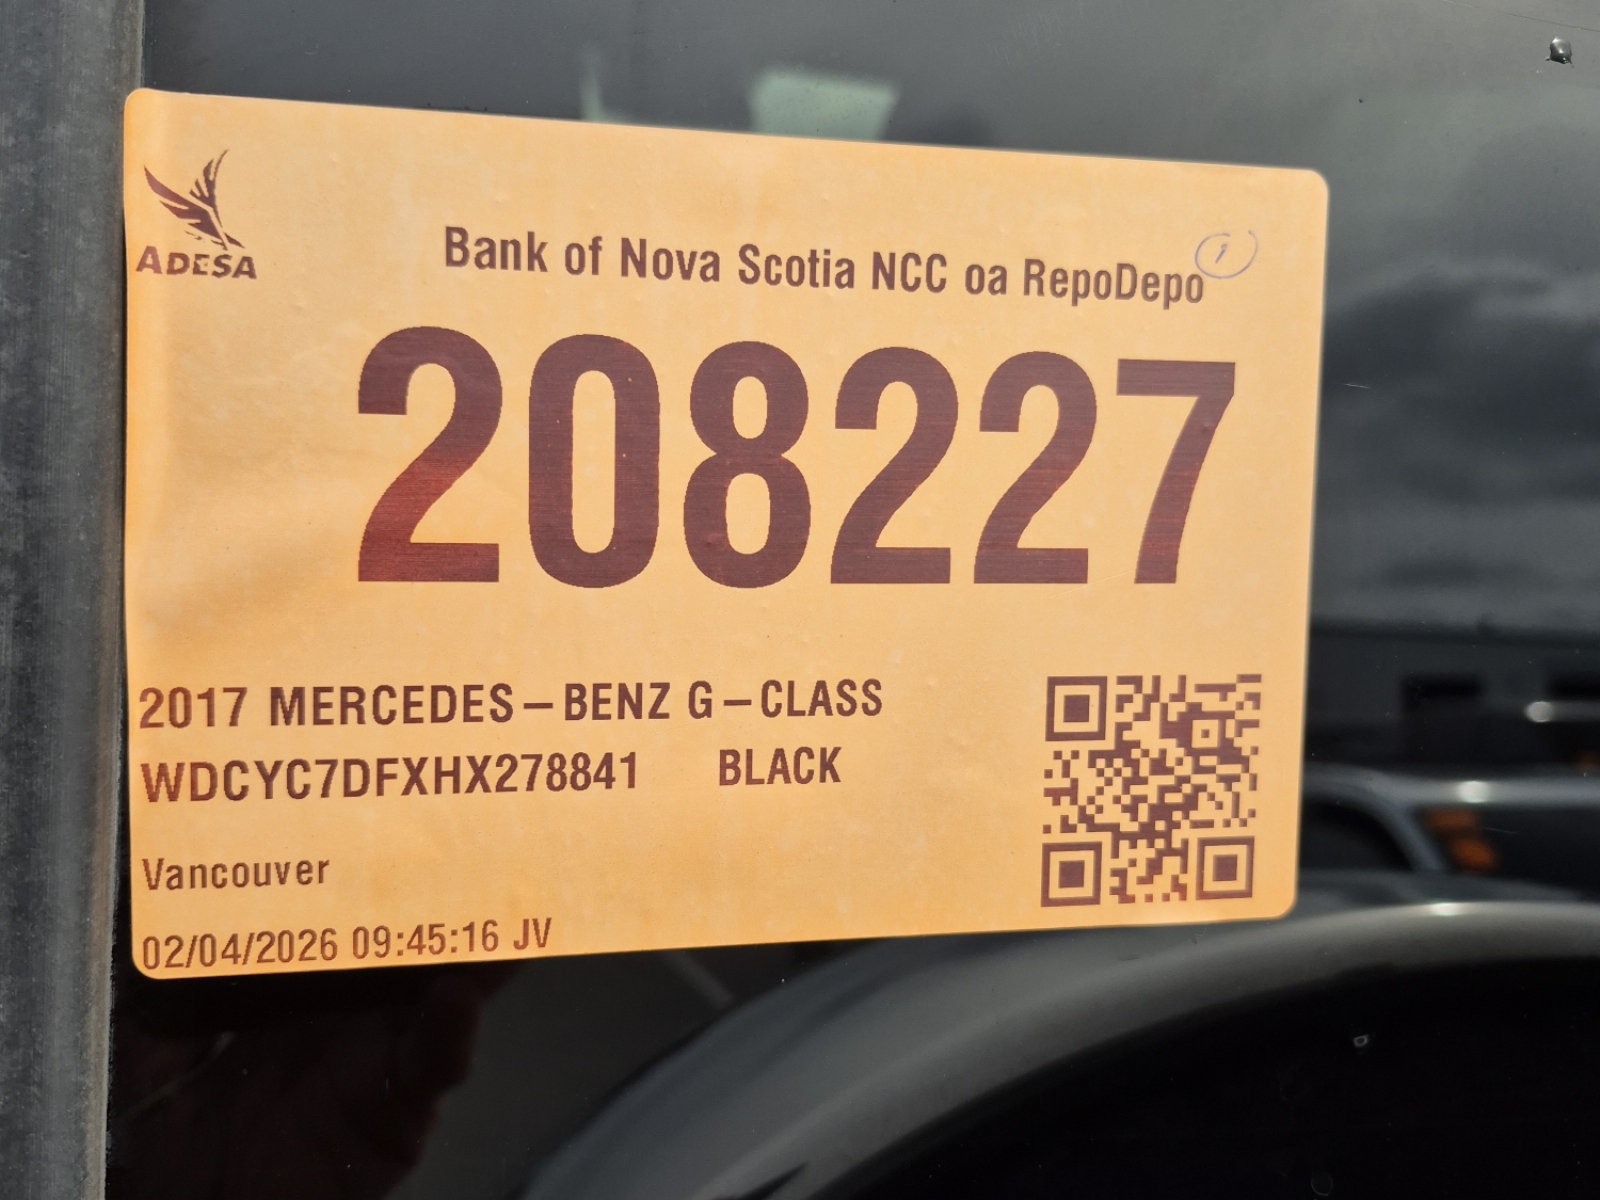 ADESA
Bank of Nova Scotia NCC oa RepoDepo
1
208227
2017 MERCEDES-BENZ G-CLASS
WDCYC7DFXHX278841 BLACK
Vancouver
02/04/2026 09:45:16 JV